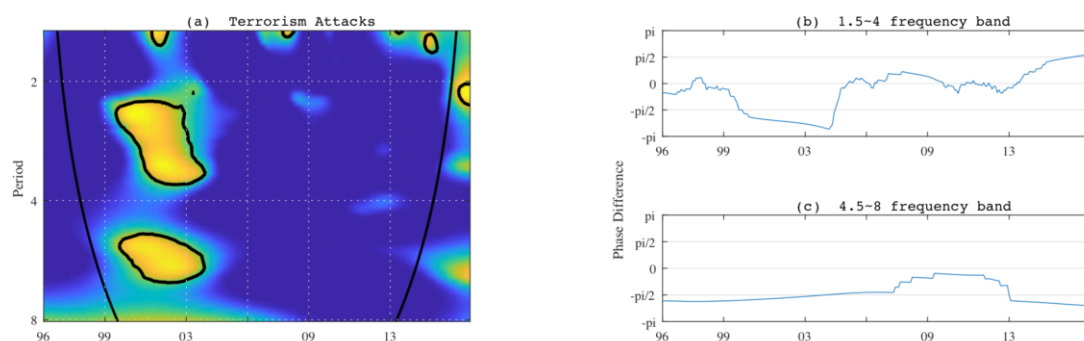 (a) Terrorism Attacks
Period
2
4
6
8
96 99 03 09 13
(b) 1.5~4 frequency band
pi
pi/2
0
-pi/2
-pi
96 03 09 13
Phase Difference
(c) 4.5~8 frequency band
pi
pi/2
0
-pi/2
-pi
96 03 09 13